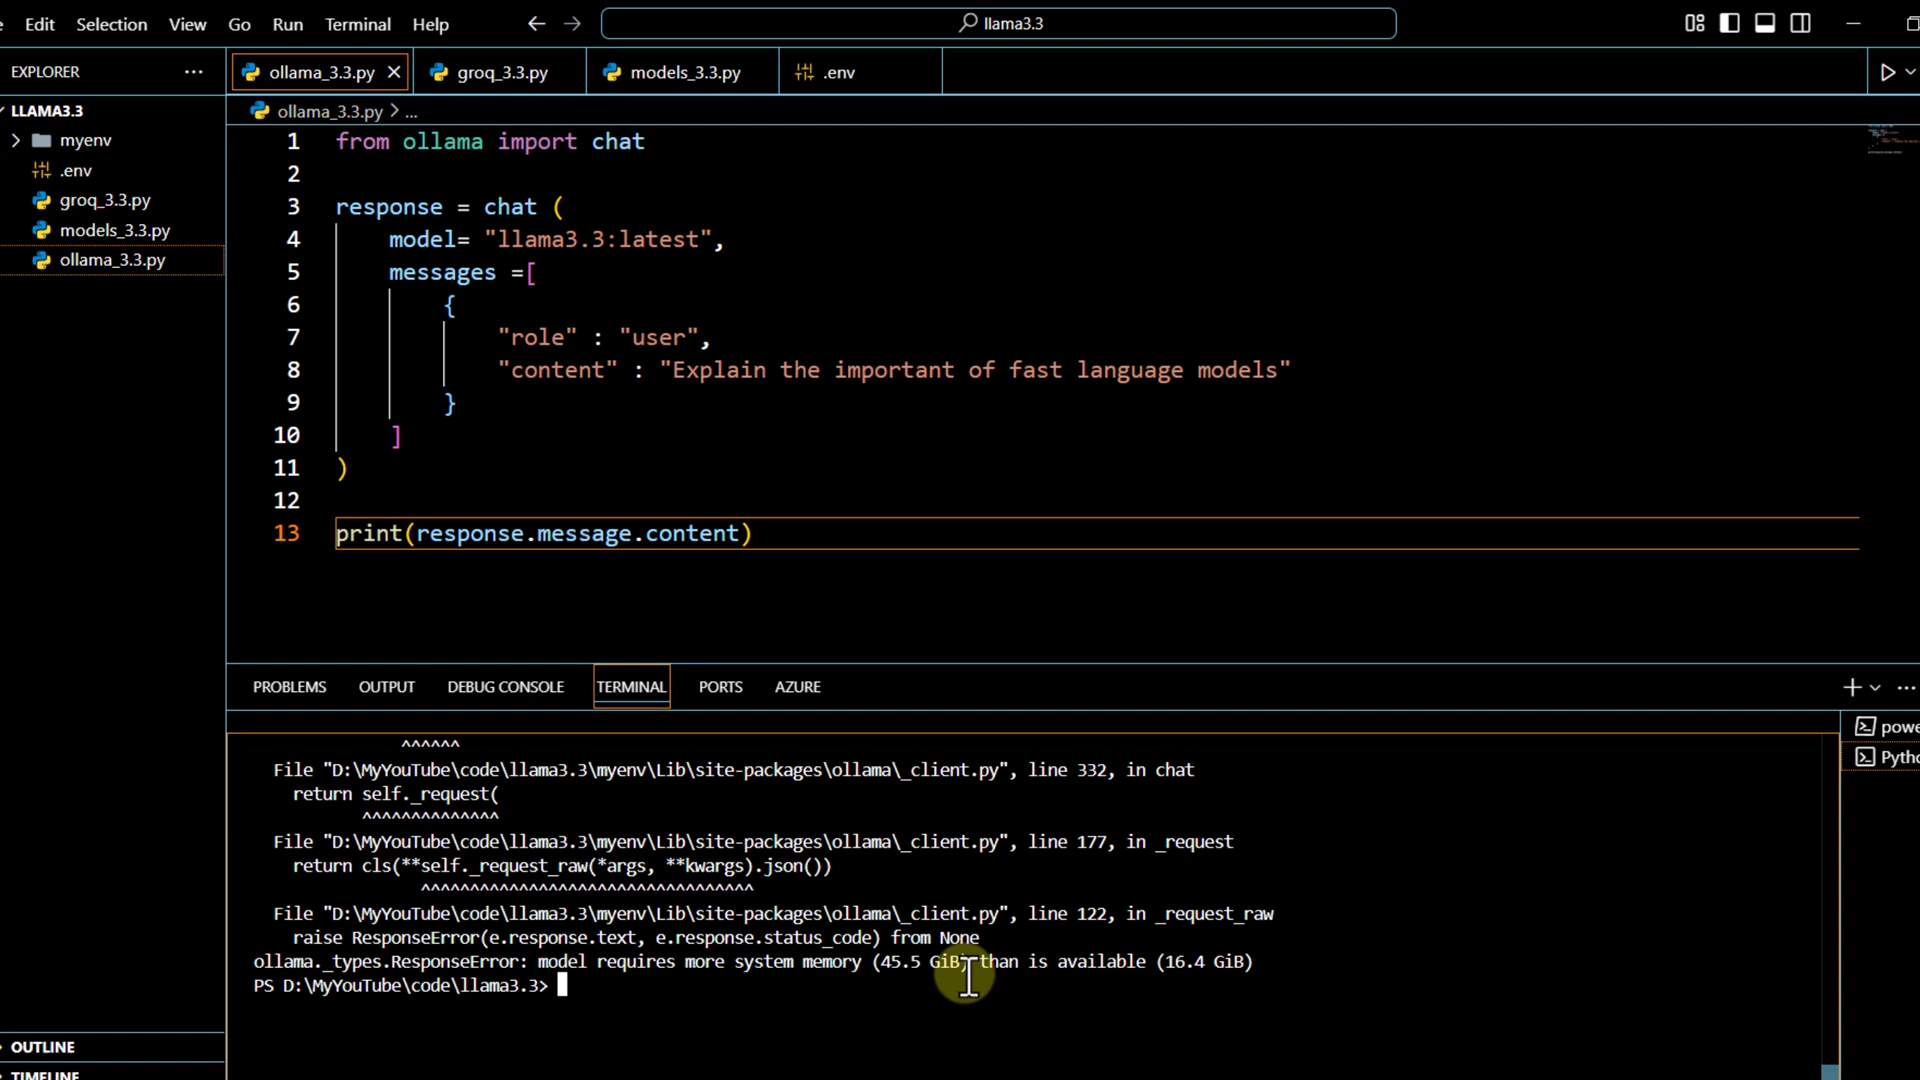 Edit Selection View Go Run Terminal Help
llama3.3
EXPLORER ...
ollama_3.3.py
groq_3.3.py
models_3.3.py
.env
LLAMA3.3
myenv
.env
groq_3.3.py
models_3.3.py
ollama_3.3.py
ollama_3.3.py > ...
1 from ollama import chat
2
3 response = chat (
4 model= "llama3.3:latest",
5 messages =[
6 {
7 "role" : "user",
8 "content" : "Explain the important of fast language models"
9 }
10 ]
11 )
12
13 print(response.message.content)
PROBLEMS OUTPUT DEBUG CONSOLE TERMINAL PORTS AZURE
^^^^^^
File "D:\MyYouTube\code\llama3.3\myenv\Lib\site-packages\ollama\_client.py", line 332, in chat
return self._request(
^^^^^^^^^^^^^^
File "D:\MyYouTube\code\llama3.3\myenv\Lib\site-packages\ollama\_client.py", line 177, in _request
return cls(**self._request_raw(*args, **kwargs).json())
^^^^^^^^^^^^^^^^^^^^^^^^^^^^^^^^^^
File "D:\MyYouTube\code\llama3.3\myenv\Lib\site-packages\ollama\_client.py", line 122, in _request_raw
raise ResponseError(e.response.text, e.response.status_code) from None
ollama._types.ResponseError: model requires more system memory (45.5 GiB) than is available (16.4 GiB)
PS D:\MyYouTube\code\llama3.3>
OUTLINE
TIMELINE